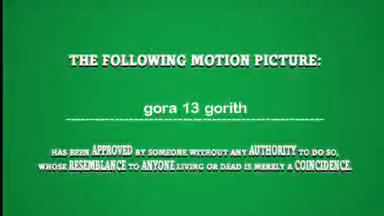 THE FOLLOWING MOTION PICTURE:
gora 13 gorith
HAS BEEN APPROVED BY SOMEONE WITHOUT ANY AUTHORITY TO DO SO,
WHOSE RESEMBLANCE TO ANYONE LIVING OR DEAD IS MERELY A COINCIDENCE.